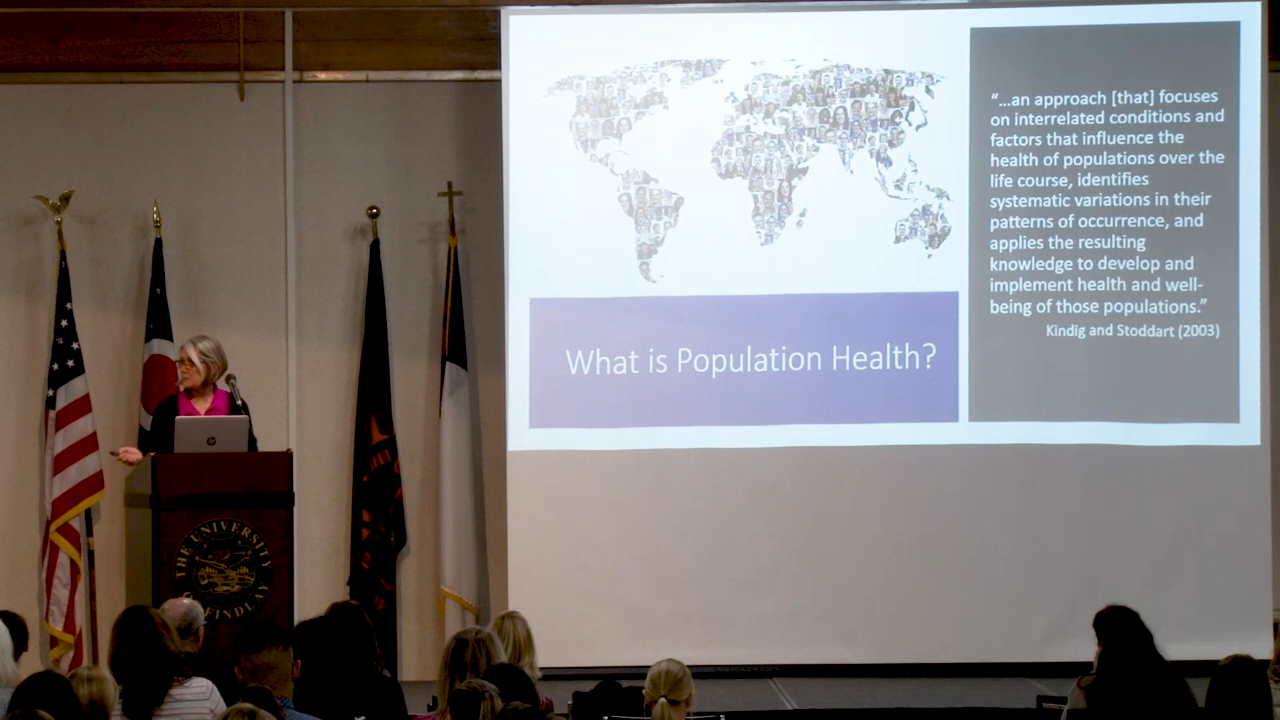 "...an approach [that] focuses
on interrelated conditions and
factors that influence the
health of populations over the
life course, identifies
systematic variations in their
patterns of occurrence, and
applies the resulting
knowledge to develop and
implement health and well-
being of those populations."
Kindig and Stoddart (2003)
What is Population Health?
hp
THE UNIVERSITY
FINDLAY